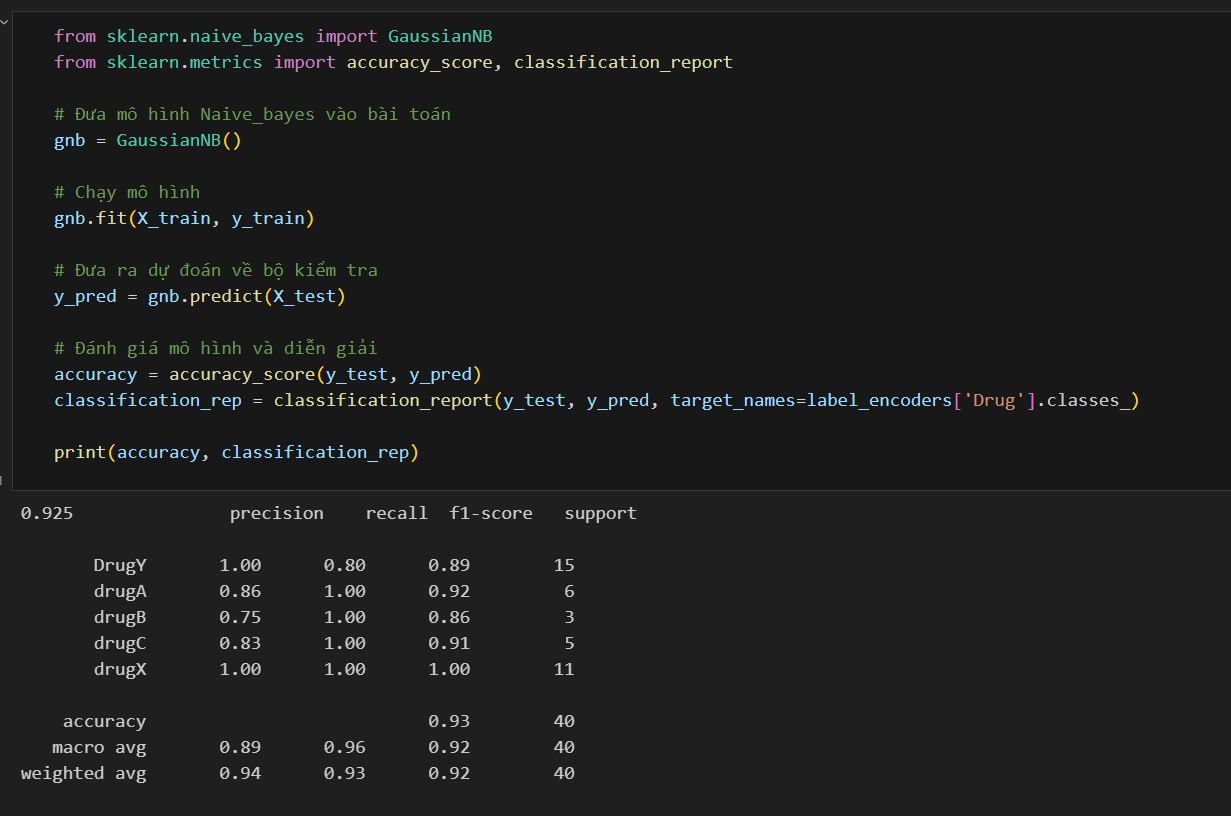 from sklearn.naive_bayes import GaussianNB
from sklearn.metrics import accuracy_score, classification_report
# Đưa mô hình Naive_bayes vào bài toán
gnb = GaussianNB()
# Chạy mô hình
gnb.fit(X_train, y_train)
# Đưa ra dự đoán về bộ kiểm tra
y_pred = gnb.predict(X_test)
# Đánh giá mô hình và diễn giải
accuracy = accuracy_score(y_test, y_pred)
classification_rep = classification_report(y_test, y_pred, target_names=label_encoders['Drug'].classes_)
print(accuracy, classification_rep)
0.925 precision recall f1-score support
DrugY 1.00 0.80 0.89 15
drugA 0.86 1.00 0.92 6
drugB 0.75 1.00 0.86 3
drugC 0.83 1.00 0.91 5
drugX 1.00 1.00 1.00 11
accuracy 0.93 40
macro avg 0.89 0.96 0.92 40
weighted avg 0.94 0.93 0.92 40